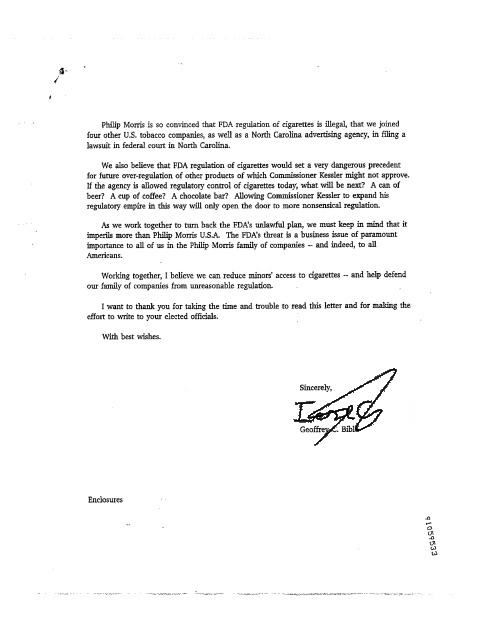 Philip Morris is so convinced that FDA regulation of cigarettes is illegal, that we joined
four other U.S. tobacco companies, as well as a North Carolina advertising agency, in filing a
lawsuit in federal court in North Carolina.
We also believe that FDA regulation of cigarettes would set a very dangerous precedent
for future over-regulation of other products of which Commissioner Kessler might not approve.
If the agency is allowed regulatory control of cigarettes today, what will be next? A can of
beer? A cup of coffee? A chocolate bar? Allowing Commissioner Kessler to expand his
regulatory empire in this way will only open the door to more nonsensical regulation.
As we work together to turn back the FDA's unlawful plan, we must keep in mind that it
imperils more than Philip Morris U.S.A. The FDA's threat is a business issue of paramount
importance to all of us in the Philip Morris family of companies -- and indeed, to all
Americans.
Working together, I believe we can reduce minors' access to cigarettes -- and help defend
our family of companies from unreasonable regulation.
I want to thank you for taking the time and trouble to read this letter and for making the
effort to write to your elected officials.
With best wishes.
Sincerely,
Geoffrey C. Bible
Enclosures
91059533